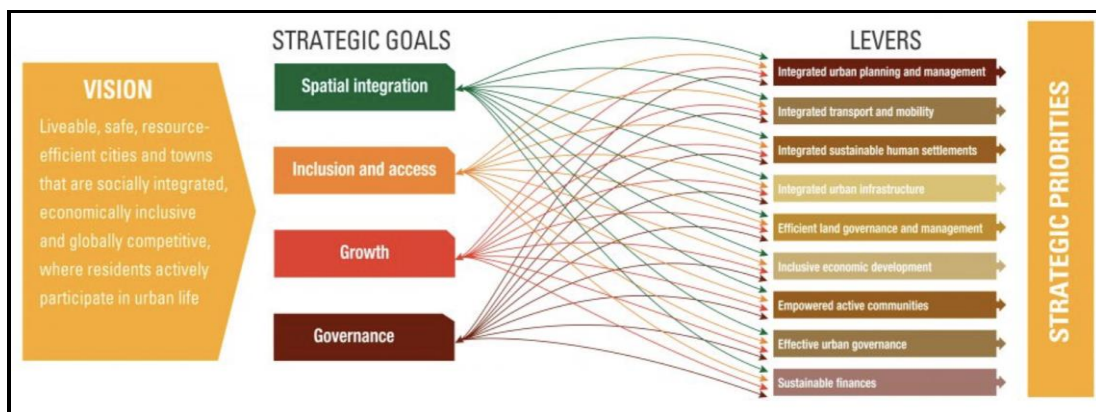 VISION
Liveable, safe, resource-
efficient cities and towns
that are socially integrated,
economically inclusive
and globally competitive,
where residents actively
participate in urban life
STRATEGIC GOALS
Spatial integration
Inclusion and access
Growth
Governance
LEVERS
Integrated urban planning and management
Integrated transport and mobility
Integrated sustainable human settlements
Integrated urban infrastructure
Efficient land governance and management
Inclusive economic development
Empowered active communities
Effective urban governance
Sustainable finances
STRATEGIC PRIORITIES